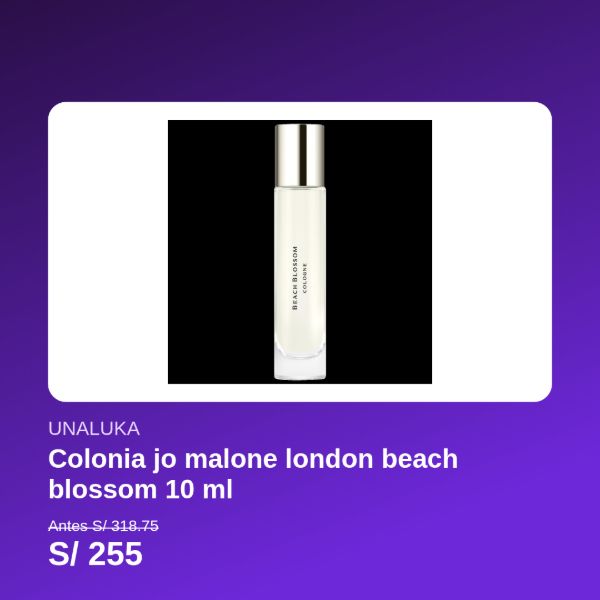 BEACH BLOSSOM
COLOGNE
UNALUKA
Colonia jo malone london beach
blossom 10 ml
Antes S/ 318.75
S/ 255